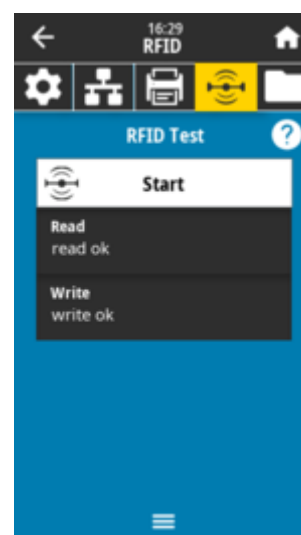 16:29
RFID
RFID Test
?
Start
Read
read ok
Write
write ok